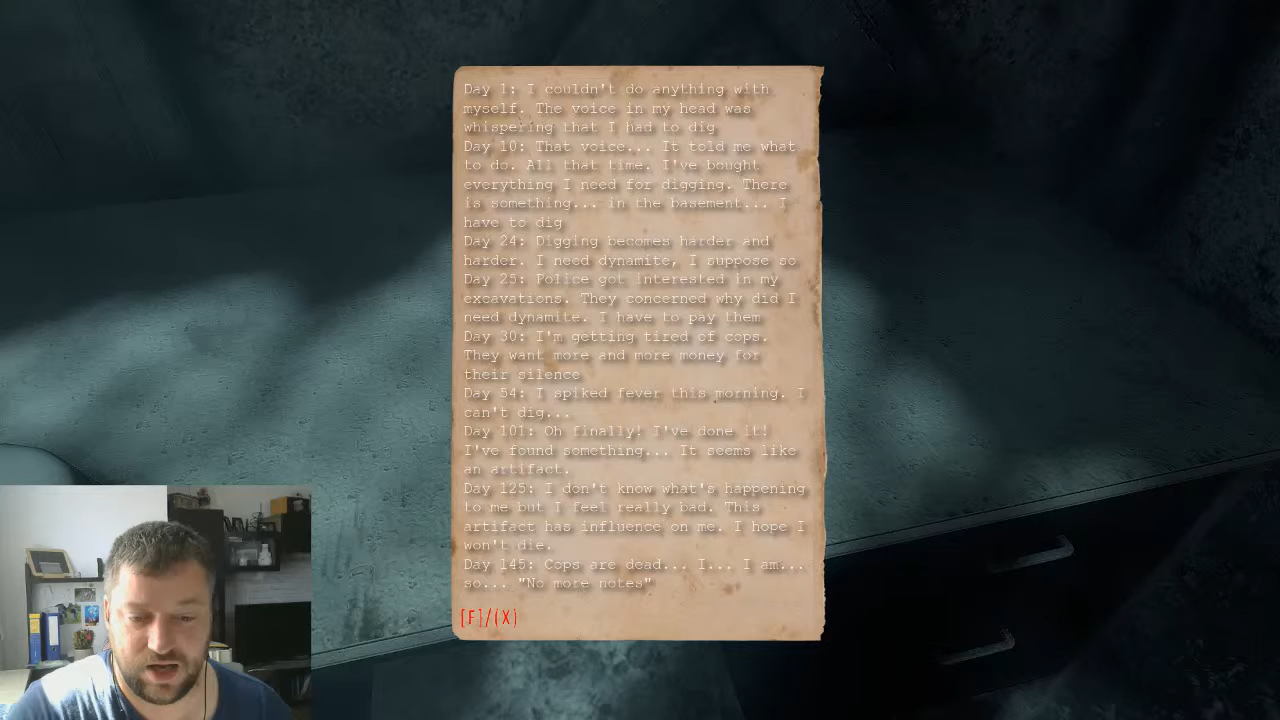 Day 1: I couldn't do anything with
myself. The voice in my head was
whispering that I had to dig
Day 10: That voice... It told me what
to do. All that time. I've bought
everything I need for digging. There
is something... in the basement... I
have to dig
Day 24: Digging becomes harder and
harder. I need dynamite, I suppose so
Day 25: Police got interested in my
excavations. They concerned why did I
need dynamite. I have to pay them
Day 30: I'm getting tired of cops.
They want more and more money for
their silence
Day 54: I spiked fever this morning. I
can't dig...
Day 101: Oh finally! I've done it!
I've found something... It seems like
an artifact.
Day 125: I don't know what's happening
to me but I feel really bad. This
artifact has influence on me. I hope I
won't die.
Day 145: Cops are dead... I... I am...
so... "No more notes"
[F]/(X)